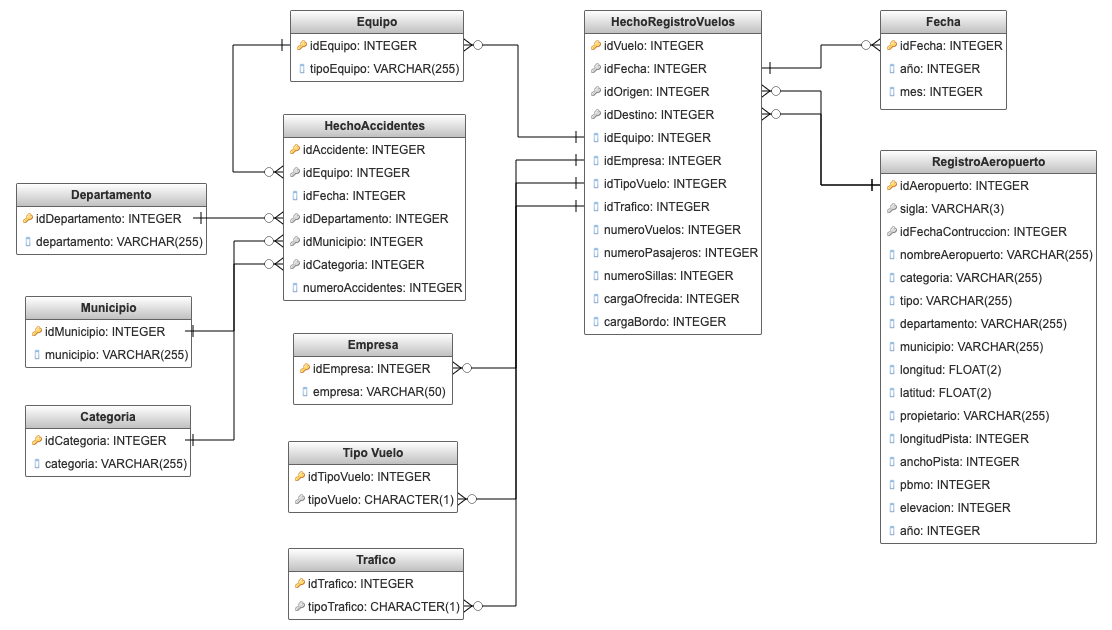 Equipo
idEquipo: INTEGER
tipoEquipo: VARCHAR(255)
HechoAccidentes
idAccidente: INTEGER
idEquipo: INTEGER
idFecha: INTEGER
idDepartamento: INTEGER
idMunicipio: INTEGER
idCategoria: INTEGER
numeroAccidentes: INTEGER
Departamento
idDepartamento: INTEGER
departamento: VARCHAR(255)
Municipio
idMunicipio: INTEGER
municipio: VARCHAR(255)
Categoria
idCategoria: INTEGER
categoria: VARCHAR(255)
Empresa
idEmpresa: INTEGER
empresa: VARCHAR(50)
Tipo Vuelo
idTipoVuelo: INTEGER
tipoVuelo: CHARACTER(1)
Trafico
idTrafico: INTEGER
tipoTrafico: CHARACTER(1)
HechoRegistroVuelos
idVuelo: INTEGER
idFecha: INTEGER
idOrigen: INTEGER
idDestino: INTEGER
idEquipo: INTEGER
idEmpresa: INTEGER
idTipoVuelo: INTEGER
idTrafico: INTEGER
numeroVuelos: INTEGER
numeroPasajeros: INTEGER
numeroSillas: INTEGER
cargaOfrecida: INTEGER
cargaBordo: INTEGER
Fecha
idFecha: INTEGER
año: INTEGER
mes: INTEGER
RegistroAeropuerto
idAeropuerto: INTEGER
sigla: VARCHAR(3)
idFechaContruccion: INTEGER
nombreAeropuerto: VARCHAR(255)
categoria: VARCHAR(255)
tipo: VARCHAR(255)
departamento: VARCHAR(255)
municipio: VARCHAR(255)
longitud: FLOAT(2)
latitud: FLOAT(2)
propietario: VARCHAR(255)
longitudPista: INTEGER
anchoPista: INTEGER
pbmo: INTEGER
elevacion: INTEGER
año: INTEGER